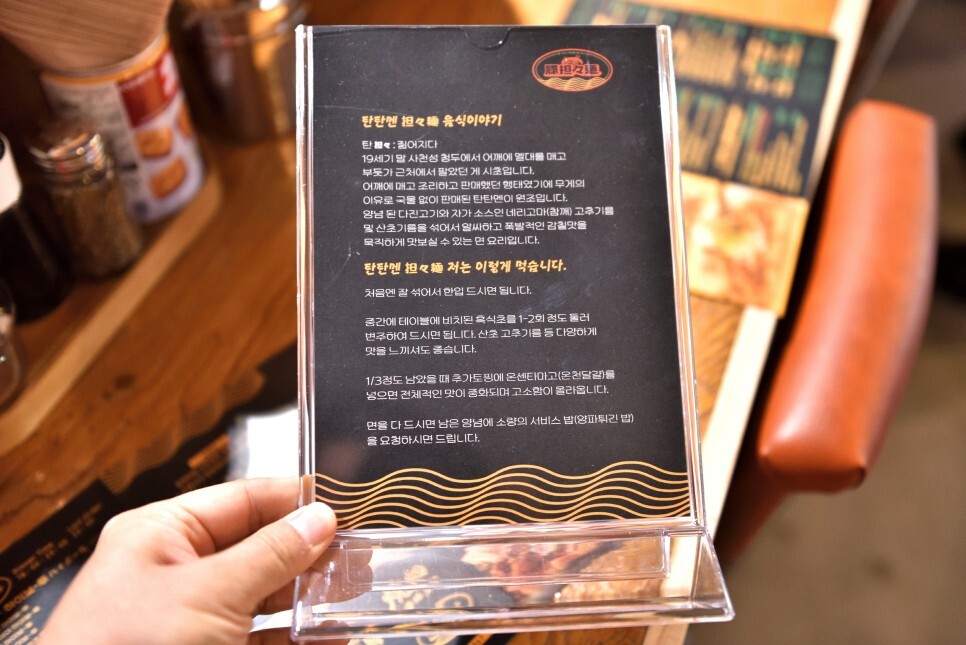 豚担々麺
탄탄멘 担々麺 음식이야기
탄 担々 : 짊어지다
19세기 말 사천성 청두에서 어깨에 멜대를 매고
부둣가 근처에서 팔았던 게 시초입니다.
어깨에 매고 조리하고 판매했던 행태였기에 무게의
이유로 국물 없이 판매된 탄탄멘이 원조입니다.
양념 된 다진고기와 자가 소스인 네리고마(참깨) 고추기름
및 산초기름을 섞어서 알싸하고 폭발적인 감칠맛을
묵직하게 맛보실 수 있는 면 요리입니다.
탄탄멘 担々麺 저는 이렇게 먹습니다.
처음엔 잘 섞어서 한입 드시면 됩니다.
중간에 테이블에 비치된 흑식초를 1~2회 정도 둘러
변주하여 드시면 됩니다. 산초 고추기름 등 다양하게
맛을 느끼셔도 좋습니다.
1/3정도 남았을 때 추가토핑에 온센타마고(온천달걀)를
넣으면 전체적인 맛이 중화되며 고소함이 올라옵니다.
면을 다 드시면 남은 양념에 소량의 서비스 밥(양파튀긴 밥)
을 요청하시면 드립니다.